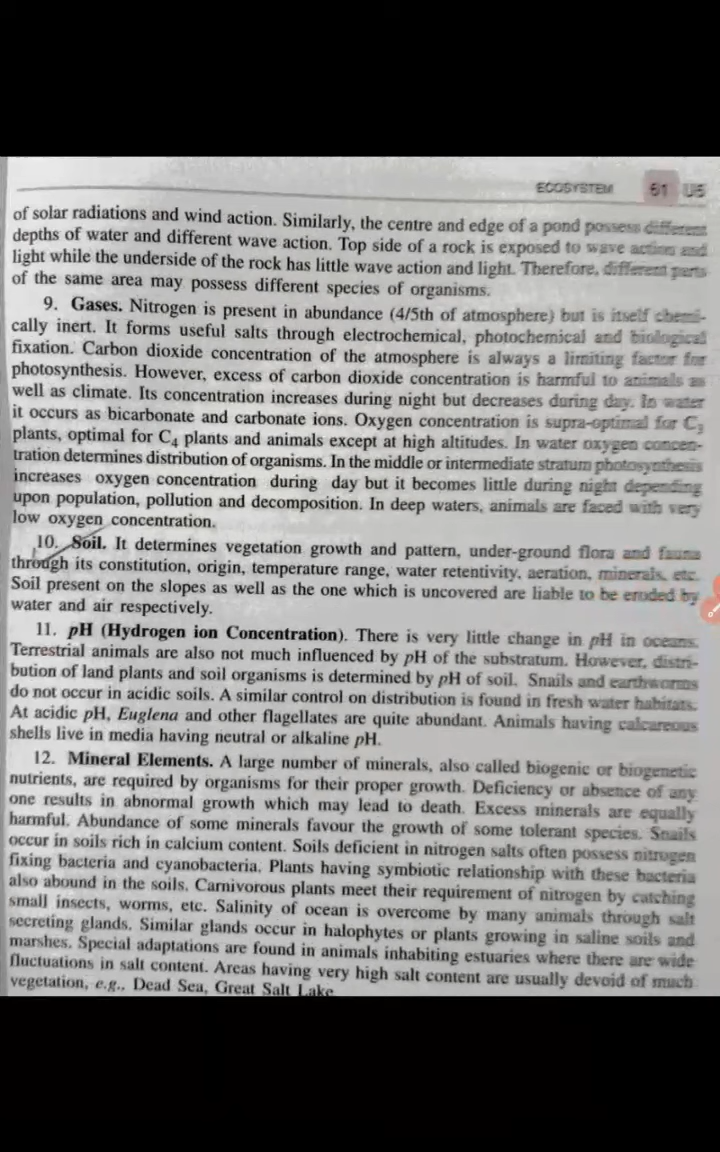 ECOSYSTEM 51 U5
of solar radiations and wind action. Similarly, the centre and edge of a pond possess different
depths of water and different wave action. Top side of a rock is exposed to wave action and
light while the underside of the rock has little wave action and light. Therefore, different parts
of the same area may possess different species of organisms.
9. Gases. Nitrogen is present in abundance (4/5th of atmosphere) but is itself chemi-
cally inert. It forms useful salts through electrochemical, photochemical and biological
fixation. Carbon dioxide concentration of the atmosphere is always a limiting factor for
photosynthesis. However, excess of carbon dioxide concentration is harmful to animals as
well as climate. Its concentration increases during night but decreases during day. In water
it occurs as bicarbonate and carbonate ions. Oxygen concentration is supra-optimal for C3
plants, optimal for C4 plants and animals except at high altitudes. In water oxygen concen-
tration determines distribution of organisms. In the middle or intermediate stratum photosynthesis
increases oxygen concentration during day but it becomes little during night depending
upon population, pollution and decomposition. In deep waters, animals are faced with very
low oxygen concentration.
10. Soil. It determines vegetation growth and pattern, under-ground flora and fauna
through its constitution, origin, temperature range, water retentivity, aeration, minerals, etc.
Soil present on the slopes as well as the one which is uncovered are liable to be eroded by
water and air respectively.
11. pH (Hydrogen ion Concentration). There is very little change in pH in oceans.
Terrestrial animals are also not much influenced by pH of the substratum. However, distri-
bution of land plants and soil organisms is determined by pH of soil. Snails and earthworms
do not occur in acidic soils. A similar control on distribution is found in fresh water habitats.
At acidic pH, Euglena and other flagellates are quite abundant. Animals having calcareous
shells live in media having neutral or alkaline pH.
12. Mineral Elements. A large number of minerals, also called biogenic or biogenetic
nutrients, are required by organisms for their proper growth. Deficiency or absence of any
one results in abnormal growth which may lead to death. Excess minerals are equally
harmful. Abundance of some minerals favour the growth of some tolerant species. Snails
occur in soils rich in calcium content. Soils deficient in nitrogen salts often possess nitrogen
fixing bacteria and cyanobacteria. Plants having symbiotic relationship with these bacteria
also abound in the soils. Carnivorous plants meet their requirement of nitrogen by catching
small insects, worms, etc. Salinity of ocean is overcome by many animals through salt
secreting glands. Similar glands occur in halophytes or plants growing in saline soils and
marshes. Special adaptations are found in animals inhabiting estuaries where there are wide
fluctuations in salt content. Areas having very high salt content are usually devoid of much
vegetation, e.g., Dead Sea, Great Salt Lake